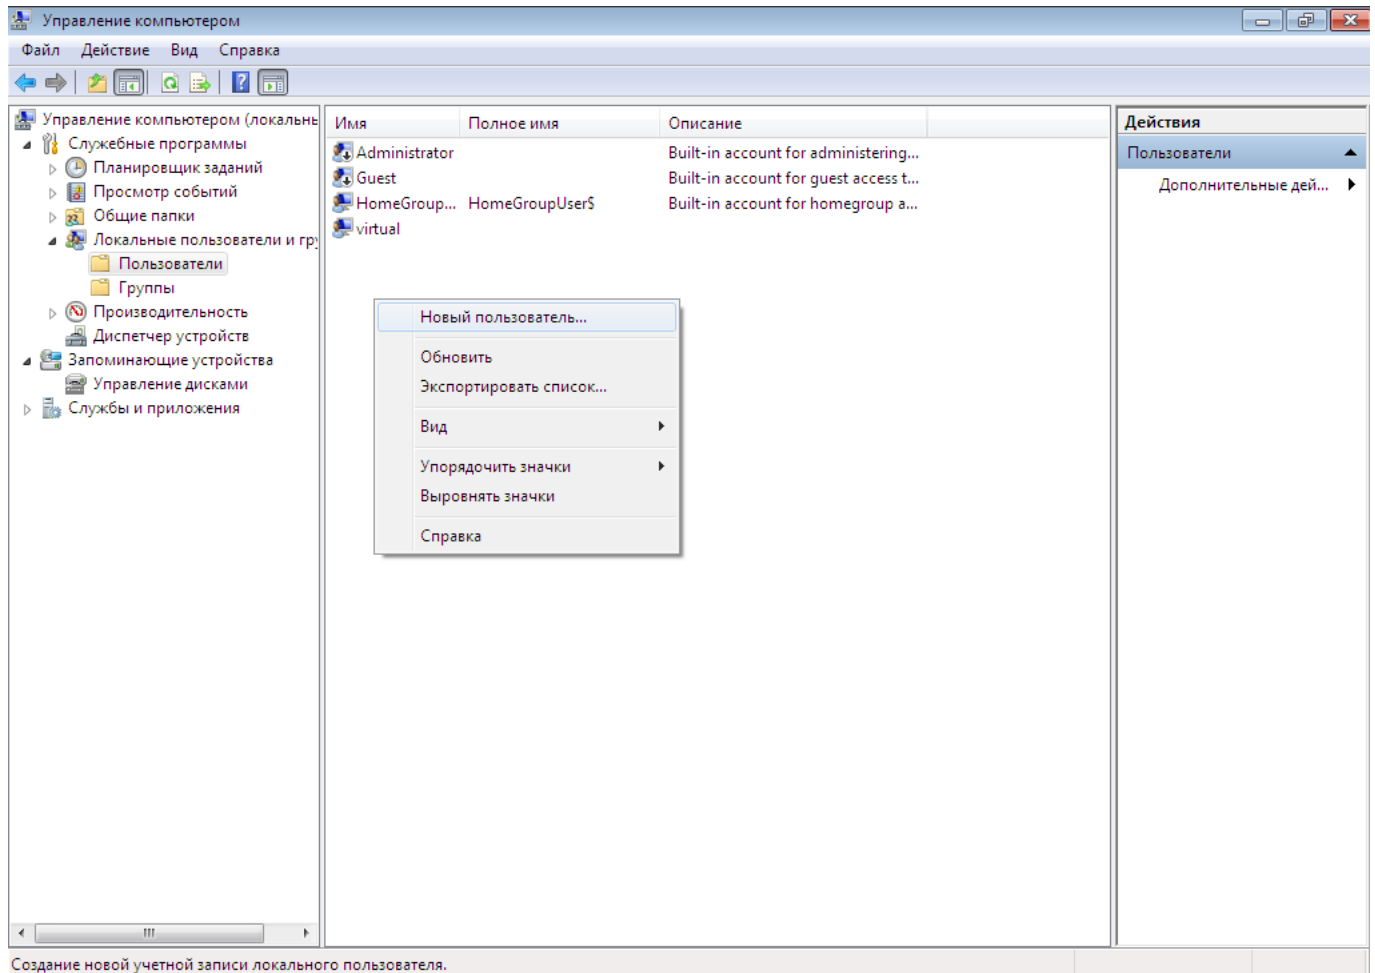 Управление компьютером
Файл Действие Вид Справка
Управление компьютером (локальнь
Служебные программы
Планировщик заданий
Просмотр событий
Общие папки
Локальные пользователи и гру
Пользователи
Группы
Производительность
Диспетчер устройств
Запоминающие устройства
Управление дисками
Службы и приложения
Имя Полное имя Описание
Administrator Built-in account for administering...
Guest Built-in account for guest access t...
HomeGroup... HomeGroupUser$ Built-in account for homegroup a...
virtual
Новый пользователь...
Обновить
Экспортировать список...
Вид
Упорядочить значки
Выровнять значки
Справка
Действия
Пользователи
Дополнительные дей...
Создание новой учетной записи локального пользователя.